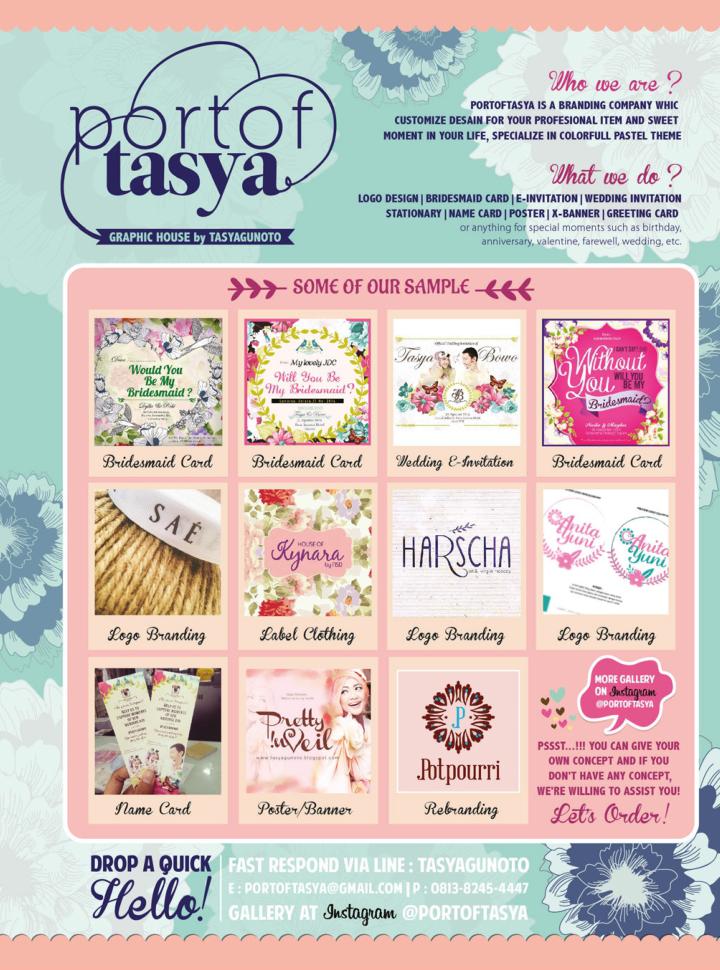 portof
tasya
GRAPHIC HOUSE by TASYAGUNOTO
Who we are ?
PORTOFTASYA IS A BRANDING COMPANY WHIC
CUSTOMIZE DESAIN FOR YOUR PROFESIONAL ITEM AND SWEET
MOMENT IN YOUR LIFE, SPECIALIZE IN COLORFULL PASTEL THEME
What we do ?
LOGO DESIGN | BRIDESMAID CARD | E-INVITATION | WEDDING INVITATION
STATIONARY | NAME CARD | POSTER | X-BANNER | GREETING CARD
or anything for special moments such as birthday,
anniversary, valentine, farewell, wedding, etc.
SOME OF OUR SAMPLE
Would You
Be My
Bridesmaid ?
Bridesmaid Card
My lovely JDC
Will You Be
My Bridesmaid?
Bridesmaid Card
Tasya Bowo
Wedding E-Invitation
Without
You
WILL YOU
BE MY
Bridesmaid?
Bridesmaid Card
SAÉ
Logo Branding
HOUSE OF
Kynara
by R&D
Label Clothing
HARSCHA
Logo Branding
Anita
Yuni
Anita
Yuni
Logo Branding
Name Card
Pretty
in Veil
www.tasyagunoto.blogspot.com
Poster/Banner
P
Potpourri
Rebranding
MORE GALLERY
ON Instagram
@PORTOFTASYA
PSSST...!!! YOU CAN GIVE YOUR
OWN CONCEPT AND IF YOU
DON'T HAVE ANY CONCEPT,
WE'RE WILLING TO ASSIST YOU!
Let's Order!
DROP A QUICK
Hello!
FAST RESPOND VIA LINE : TASYAGUNOTO
E : PORTOFTASYA@GMAIL.COM | P : 0813-8245-4447
GALLERY AT Instagram @PORTOFTASYA